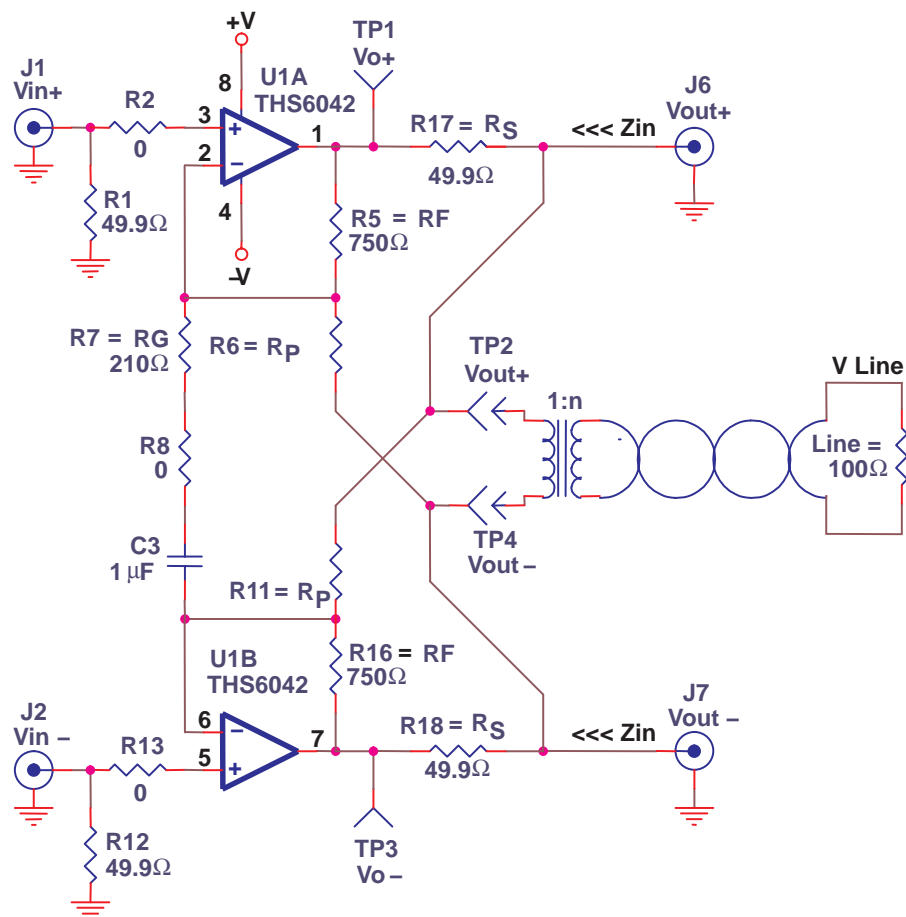 +V
J1
Vin+
R2
0
8
3
2
1
4
U1A
THS6042
–V
TP1
Vo+
R17 = RS
49.9Ω
<<< Zin
J6
Vout+
R1
49.9Ω
R5 = RF
750Ω
R7 = RG
210Ω
R6 = RP
TP2
Vout+
1:n
V Line
Line =
100Ω
R8
0
TP4
Vout –
C3
1 μF
R11 = RP
U1B
THS6042
R16 = RF
750Ω
J2
Vin –
R13
0
6
5
7
R18 = RS
49.9Ω
<<< Zin
J7
Vout –
R12
49.9Ω
TP3
Vo –